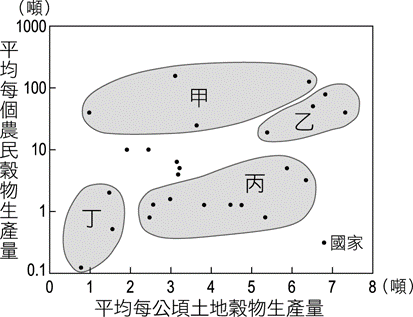 （噸）
平均每個農民穀物生產量
1000
100
10
1
0.1
甲
乙
丙
丁
國家
0 1 2 3 4 5 6 7 8 （噸）
平均每公頃土地穀物生產量